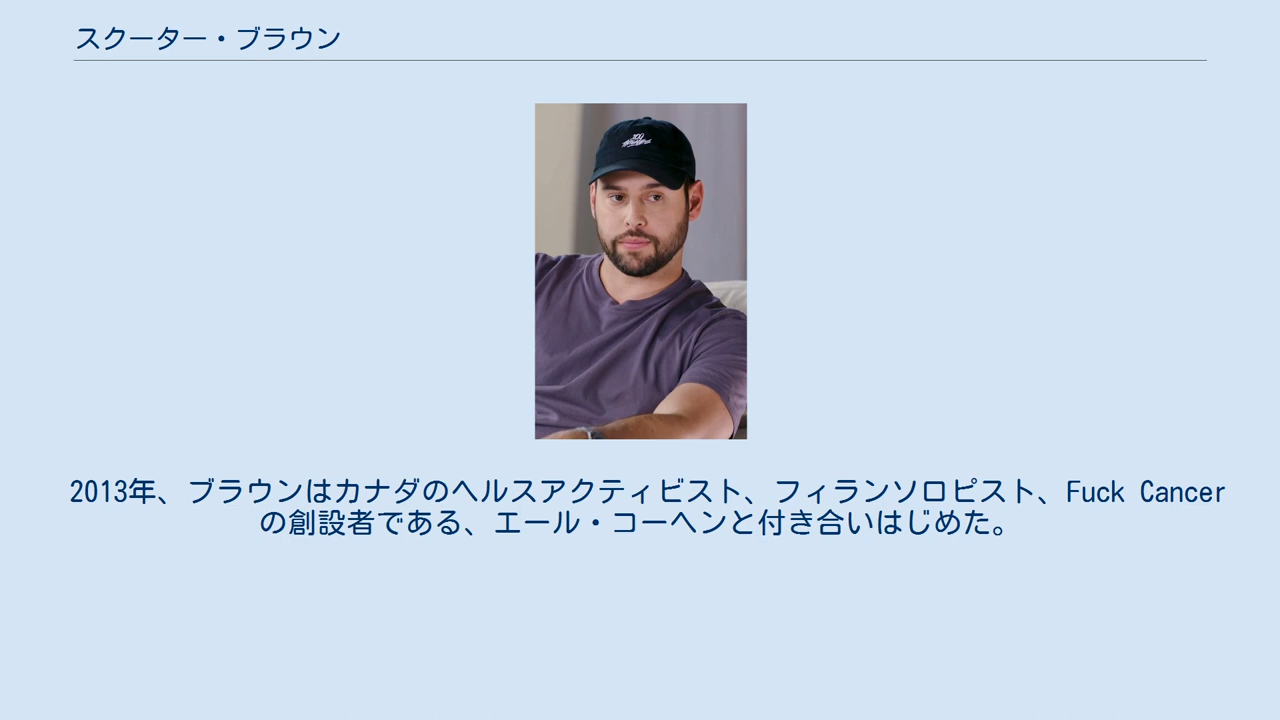 スクーター・ブラウン
2013年、ブラウンはカナダのヘルスアクティビスト、フィランソロピスト、Fuck Cancer
の創設者である、エール・コーヘンと付き合いはじめた。